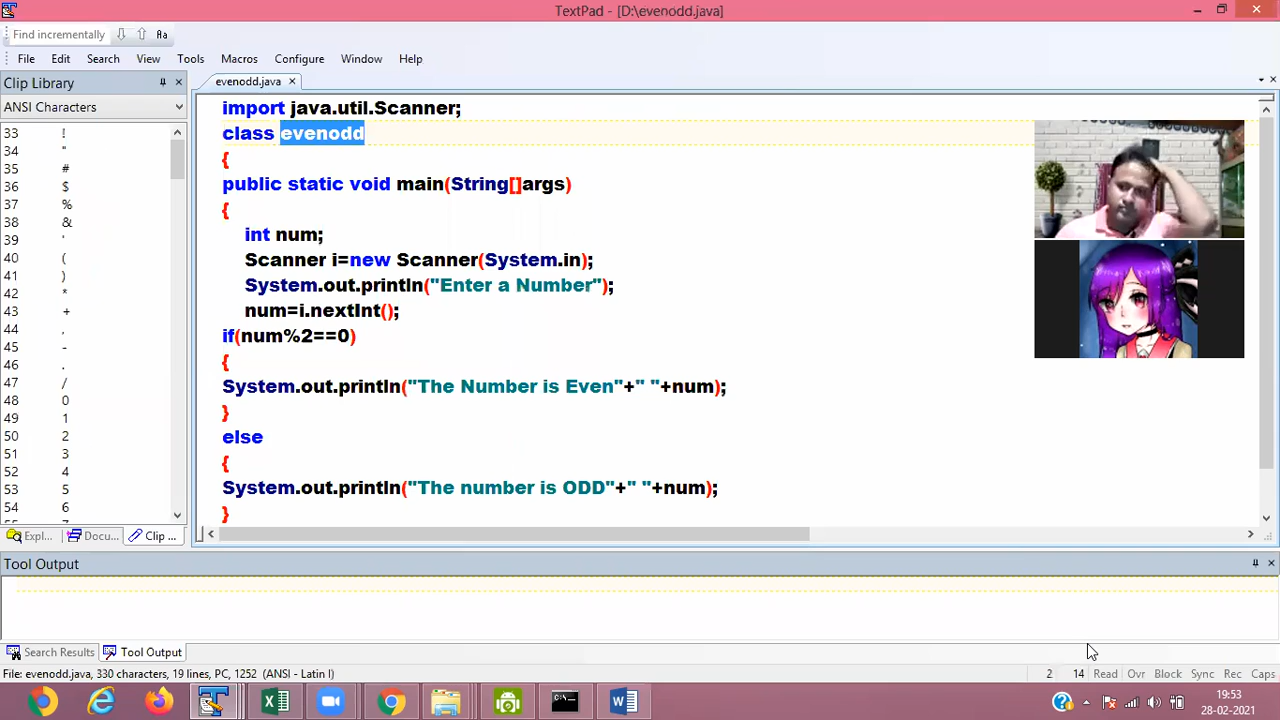 TextPad - [D:\evenodd.java]
Find incrementally
File Edit Search View Tools Macros Configure Window Help
Clip Library
ANSI Characters
33 !
34 "
35 #
36 $
37 %
38 &
39 '
40 (
41 )
42 *
43 +
44 ,
45 -
46 .
47 /
48 0
49 1
50 2
51 3
52 4
53 5
54 6
Expl... Docu... Clip ...
evenodd.java
import java.util.Scanner;
class evenodd
{
public static void main(String[]args)
{
int num;
Scanner i=new Scanner(System.in);
System.out.println("Enter a Number");
num=i.nextInt();
if(num%2==0)
{
System.out.println("The Number is Even"+" "+num);
}
else
{
System.out.println("The number is ODD"+" "+num);
}
Tool Output
Search Results Tool Output
File: evenodd.java, 330 characters, 19 lines, PC, 1252 (ANSI - Latin I) 2 14 Read Ovr Block Sync Rec Caps
19:53
28-02-2021